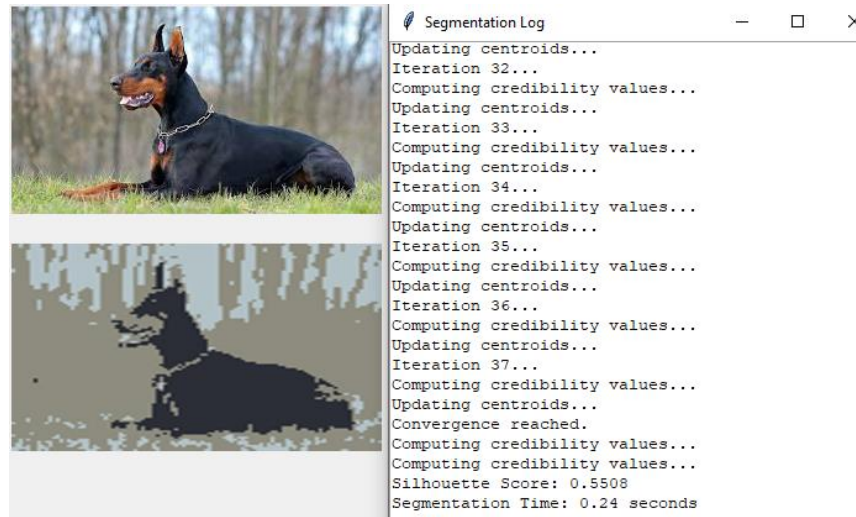 Segmentation Log
Updating centroids...
Iteration 32...
Computing credibility values...
Updating centroids...
Iteration 33...
Computing credibility values...
Updating centroids...
Iteration 34...
Computing credibility values...
Updating centroids...
Iteration 35...
Computing credibility values...
Updating centroids...
Iteration 36...
Computing credibility values...
Updating centroids...
Iteration 37...
Computing credibility values...
Updating centroids...
Convergence reached.
Computing credibility values...
Computing credibility values...
Silhouette Score: 0.5508
Segmentation Time: 0.24 seconds